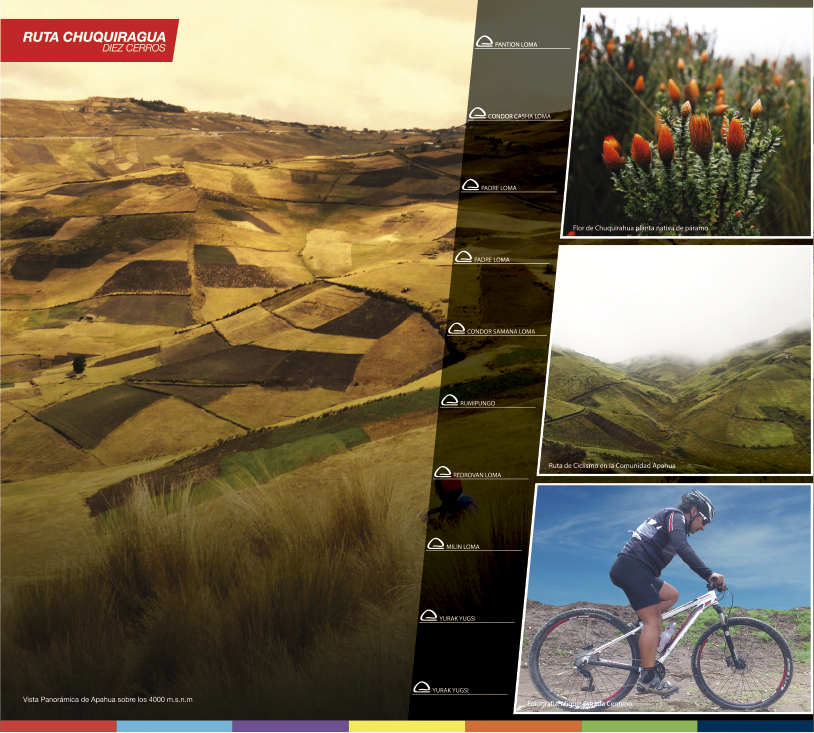 RUTA CHUQUIRAGUA
DIEZ CERROS
PANTION LOMA
CONDOR CASHA LOMA
PADRE LOMA
PADRE LOMA
CONDOR SAMANA LOMA
RUMIPUNGO
REDROVAN LOMA
MILIN LOMA
YURAK YUGSI
YURAK YUGSI
Flor de Chuquirahua planta nativa de páramo
Ruta de Ciclismo en la Comunidad Apahua
Fotografía: Miguel Estrada Centeno
Vista Panorámica de Apahua sobre los 4000 m.s.n.m